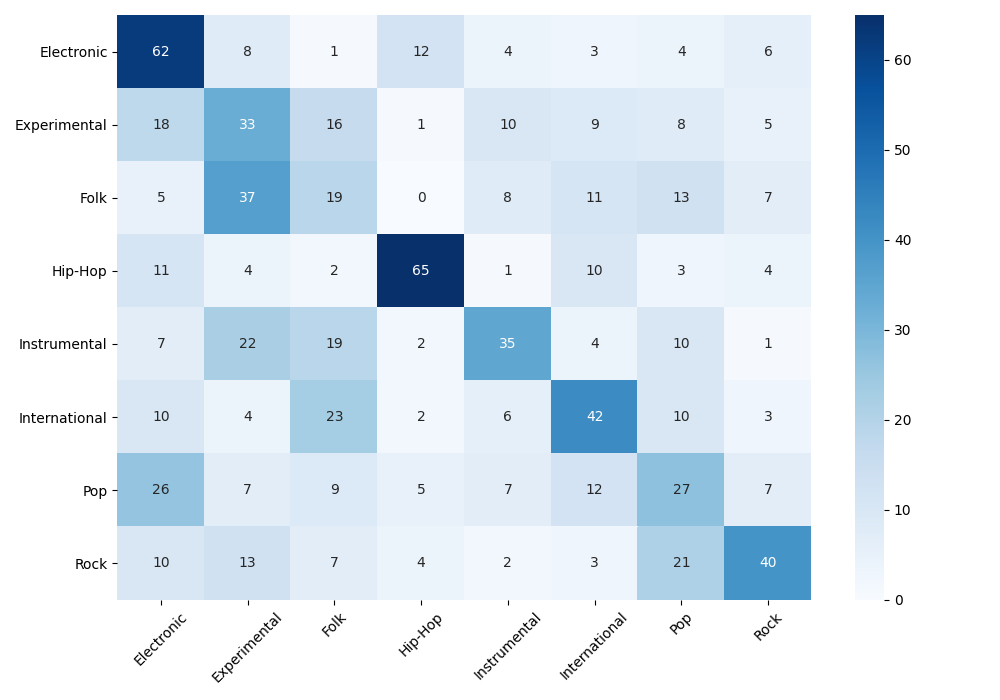 Electronic 62 8 1 12 4 3 4 6
Experimental 18 33 16 1 10 9 8 5
Folk 5 37 19 0 8 11 13 7
Hip-Hop 11 4 2 65 1 10 3 4
Instrumental 7 22 19 2 35 4 10 1
International 10 4 23 2 6 42 10 3
Pop 26 7 9 5 7 12 27 7
Rock 10 13 7 4 2 3 21 40
Electronic Experimental Folk Hip-Hop Instrumental International Pop Rock
60
50
40
30
20
10
0